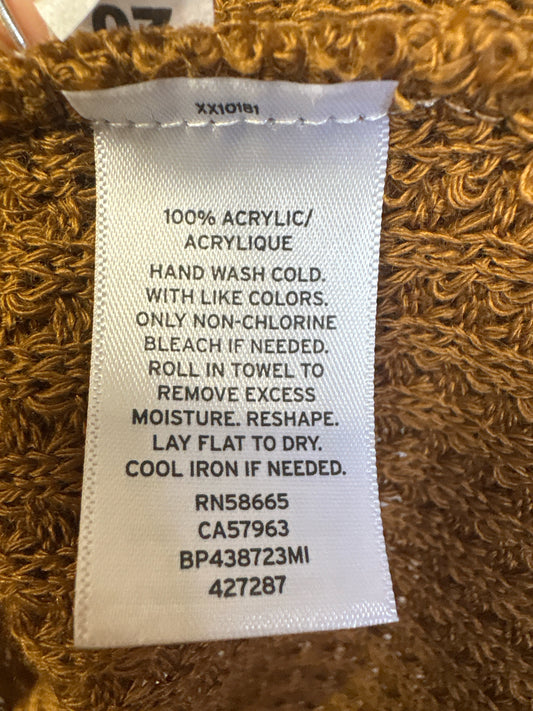 XX10181
100% ACRYLIC/
ACRYLIQUE
HAND WASH COLD.
WITH LIKE COLORS.
ONLY NON-CHLORINE
BLEACH IF NEEDED.
ROLL IN TOWEL TO
REMOVE EXCESS
MOISTURE. RESHAPE.
LAY FLAT TO DRY.
COOL IRON IF NEEDED.
RN58665
CA57963
BP438723MI
427287